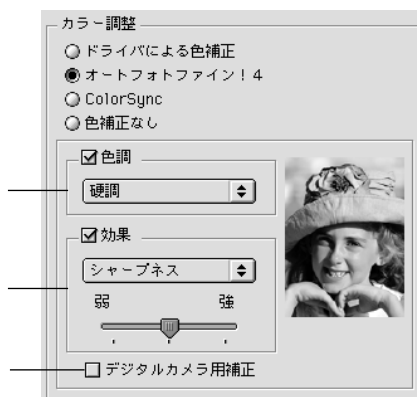 カラー調整
ドライバによる色補正
オートフォトファイン！4
ColorSync
色補正なし
色調
硬調
効果
シャープネス
弱 強
デジタルカメラ用補正